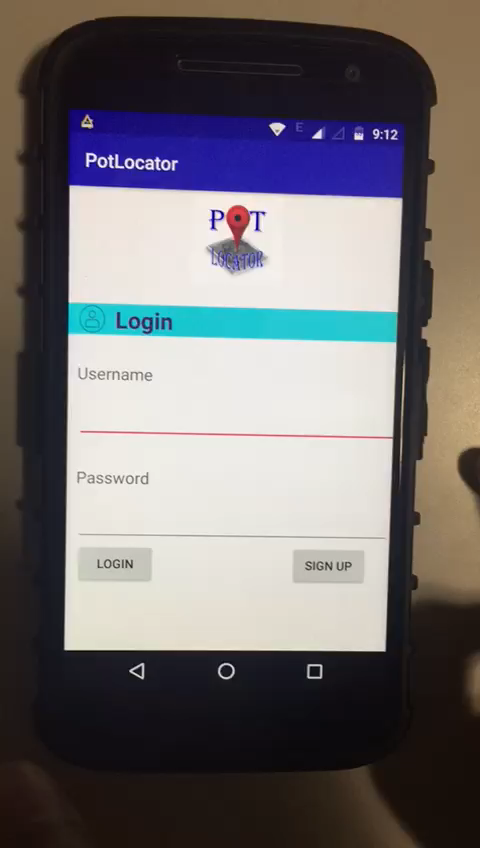 E 9:12
PotLocator
POT
LOCATOR
Login
Username
Password
LOGIN SIGN UP